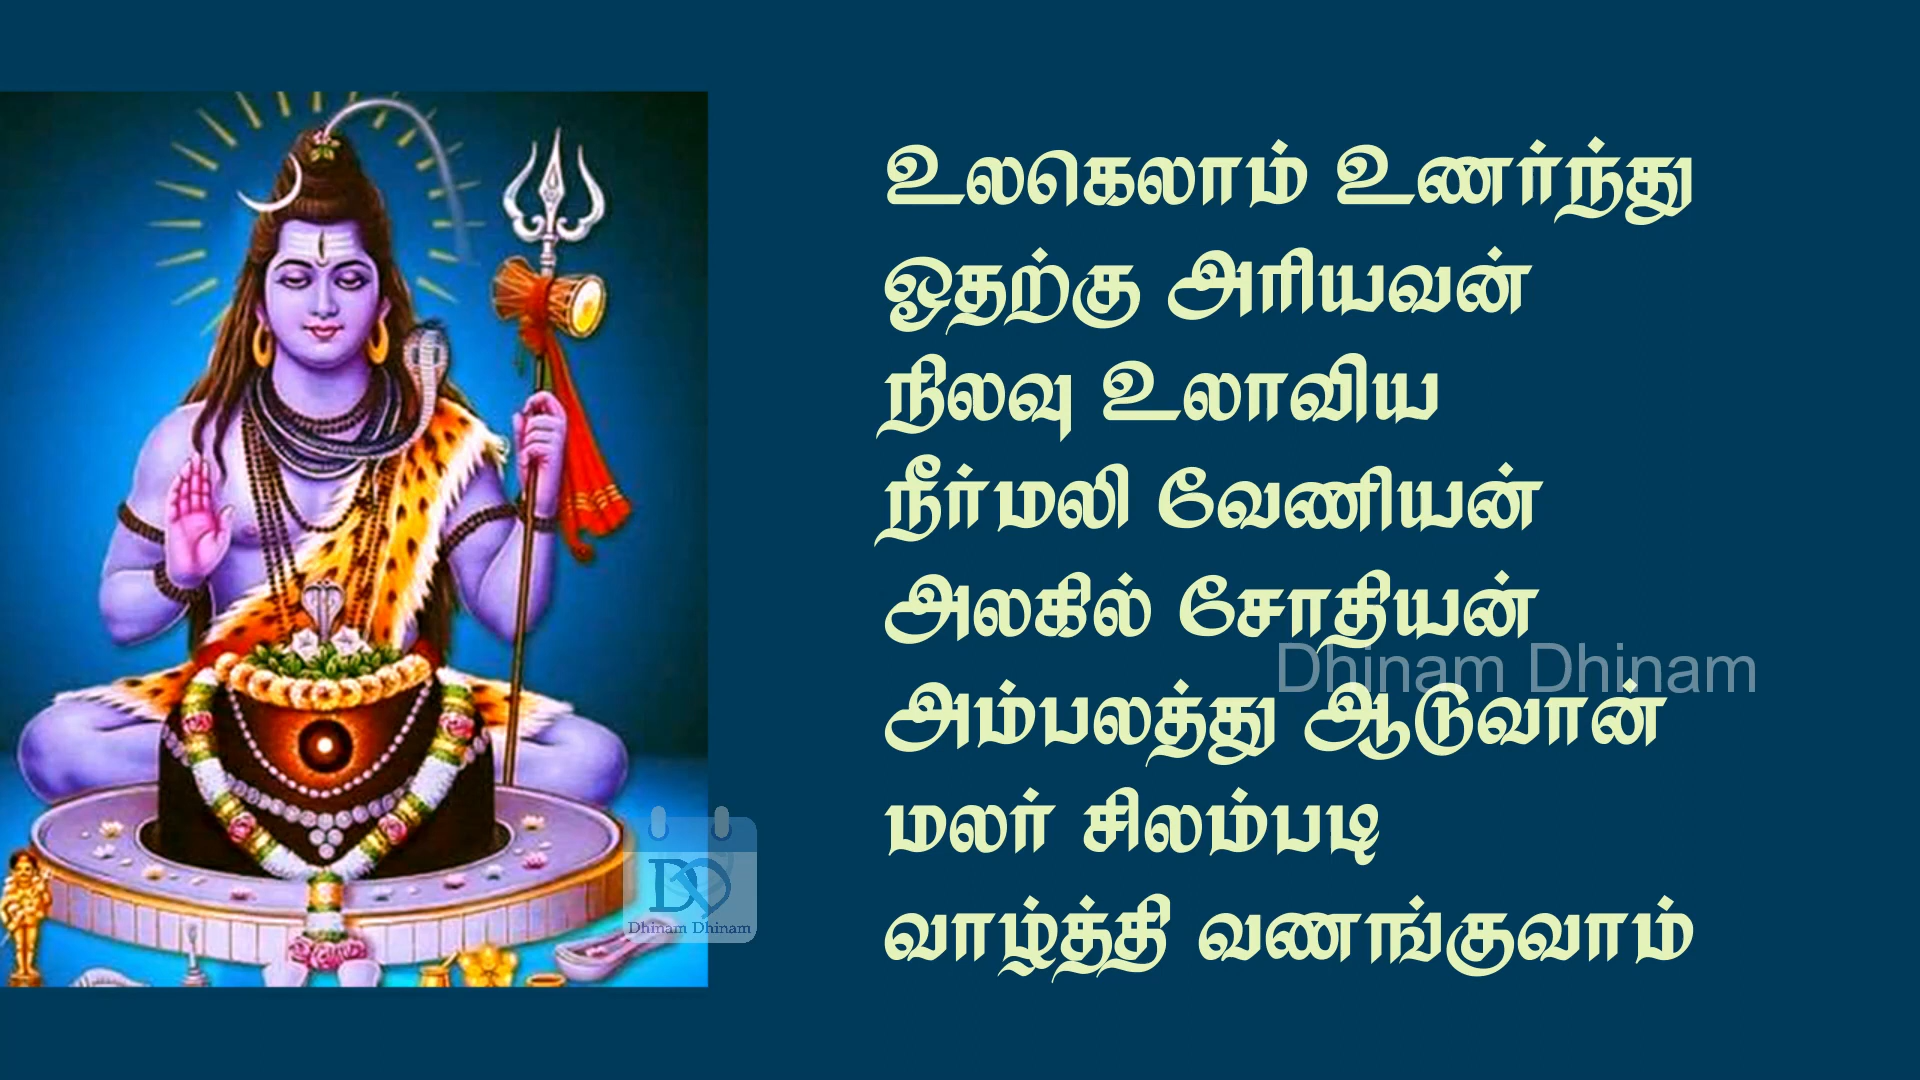 உலகெலாம் உணர்ந்து
ஓதற்கு அரியவன்
நிலவு உலாவிய
நீர்மலி வேணியன்
அலகில் சோதியன்
Dhinam Dhinam
அம்பலத்து ஆடுவான்
மலர் சிலம்படி
வாழ்த்தி வணங்குவாம்
DD
Dhinam Dhinam